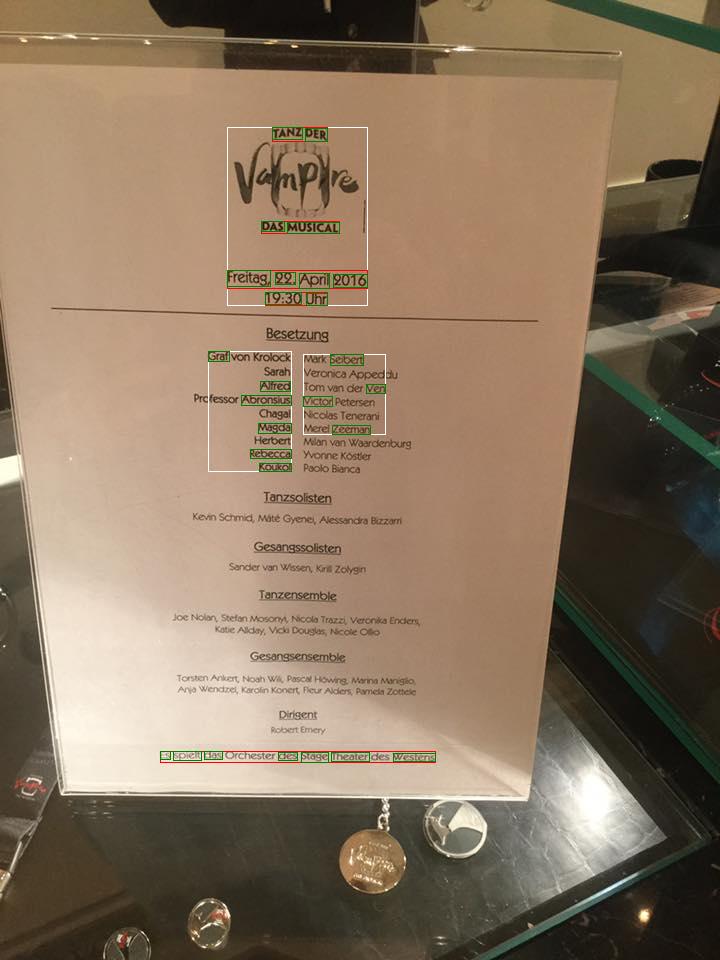 TANZ DER
Vampire
DAS MUSICAL
Freitag, 22. April 2016
19:30 Uhr
Besetzung
Graf von Krolock Mark Seibert
Sarah Veronica Appeddu
Alfred Tom van der Ven
Professor Abronsius Victor Petersen
Chagal Nicolas Tenerani
Magda Merel Zeeman
Herbert Milan van Waardenburg
Rebecca Yvonne Köstler
Koukol Paolo Bianca
Tanzsolisten
Kevin Schmid, Máté Gyenei, Alessandra Bizzarri
Gesangssolisten
Sander van Wissen, Kirill Zolygin
Tanzensemble
Joe Nolan, Stefan Mosonyi, Nicola Trazzi, Veronika Enders,
Katie Allday, Vicki Douglas, Nicole Ollio
Gesangsensemble
Torsten Ankert, Noah Wili, Pascal Höwing, Marina Maniglio,
Anja Wendzel, Karolin Konert, Fleur Alders, Pamela Zottele
Dirigent
Robert Emery
Es spielt das Orchester des Stage Theater des Westens
Vampire
Vampire